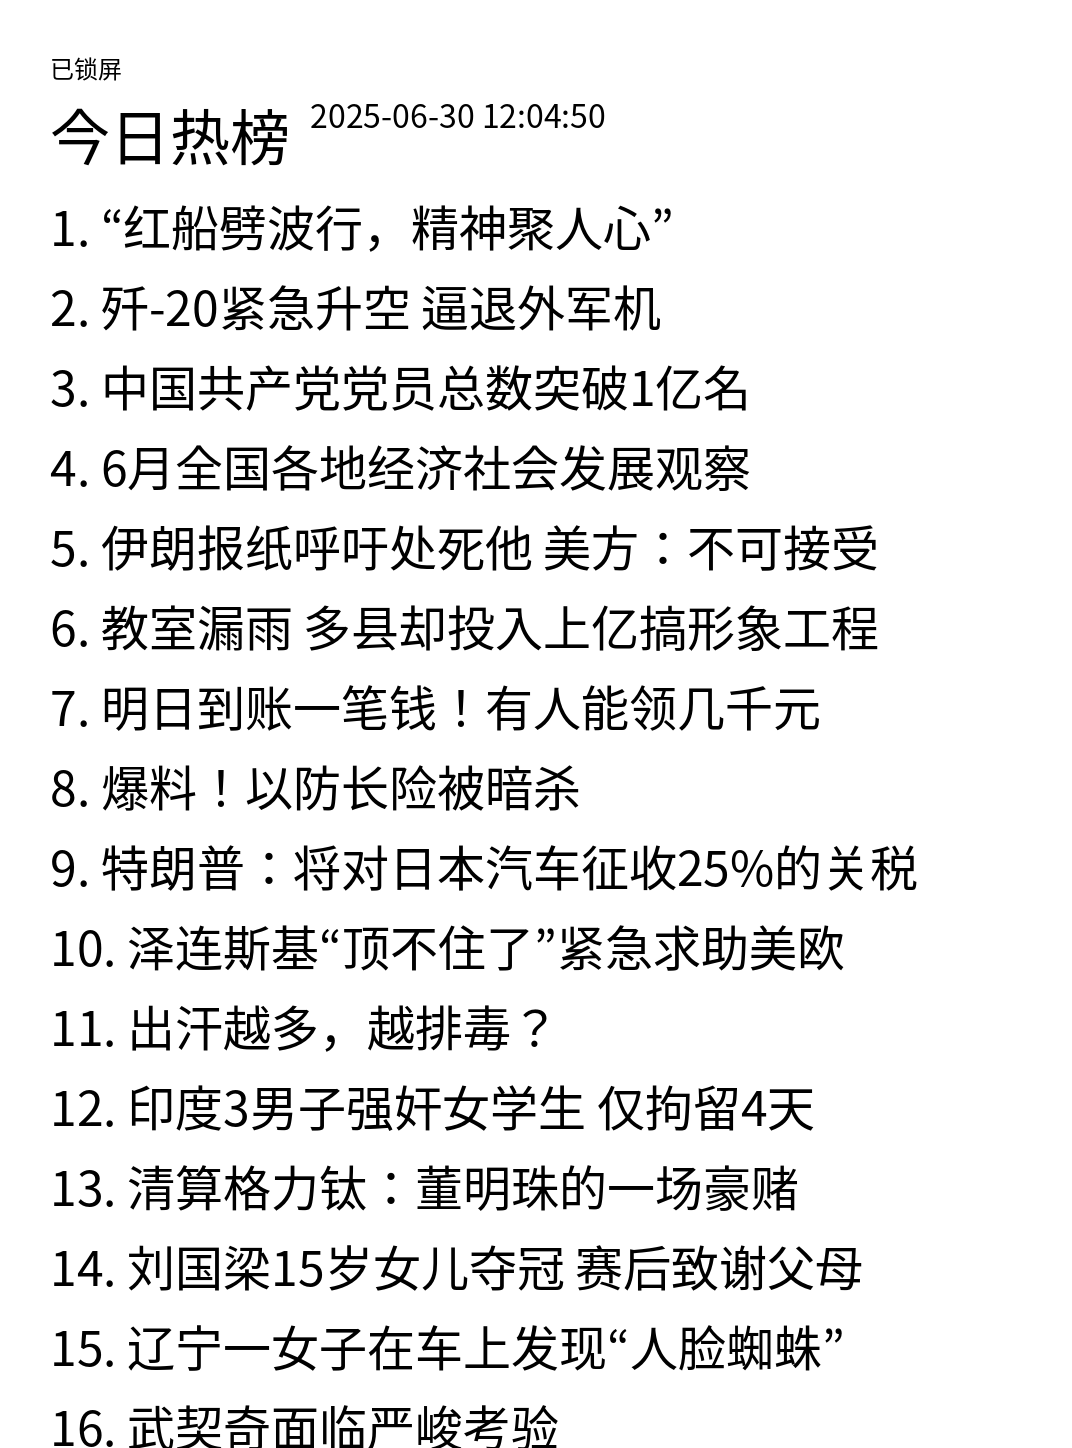 已锁屏
今日热榜 2025-06-30 12:04:50
1. “红船劈波行，精神聚人心”
2. 歼-20紧急升空 逼退外军机
3. 中国共产党党员总数突破1亿名
4. 6月全国各地经济社会发展观察
5. 伊朗报纸呼吁处死他 美方：不可接受
6. 教室漏雨 多县却投入上亿搞形象工程
7. 明日到账一笔钱！有人能领几千元
8. 爆料！以防长险被暗杀
9. 特朗普：将对日本汽车征收25%的关税
10. 泽连斯基“顶不住了”紧急求助美欧
11. 出汗越多，越排毒？
12. 印度3男子强奸女学生 仅拘留4天
13. 清算格力钛：董明珠的一场豪赌
14. 刘国梁15岁女儿夺冠 赛后致谢父母
15. 辽宁一女子在车上发现“人脸蜘蛛”
16. 武契奇面临严峻考验